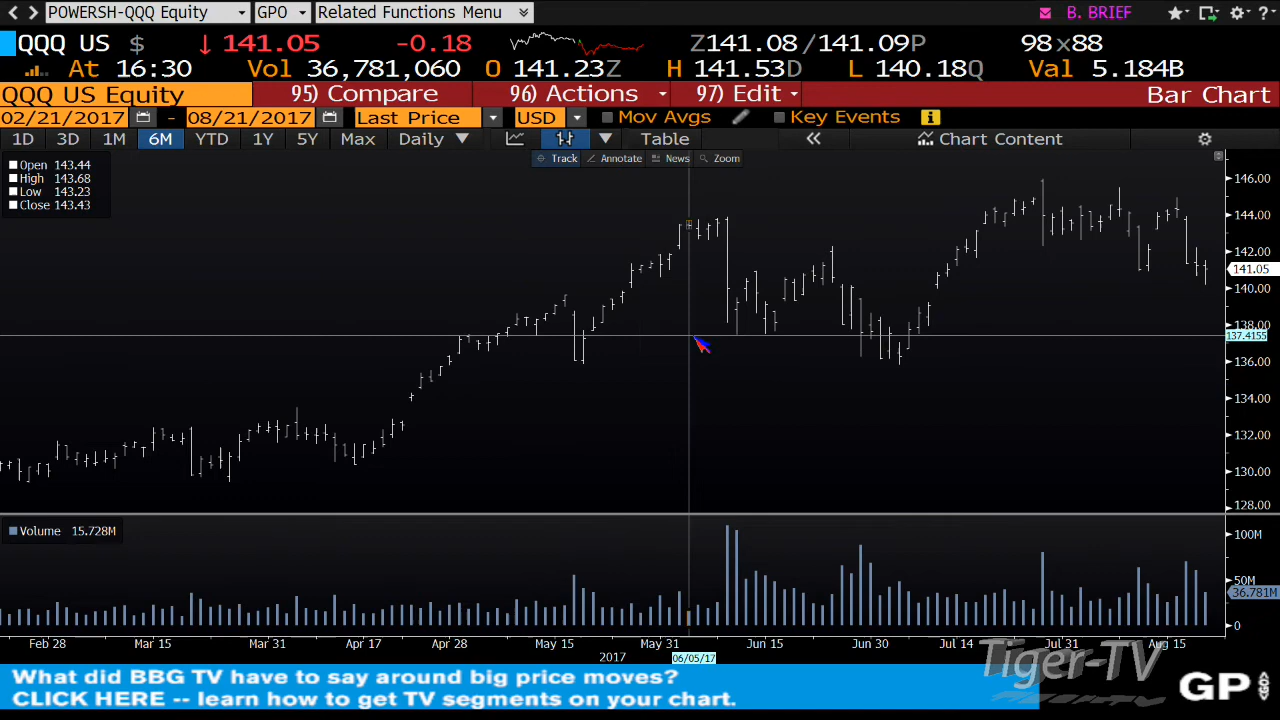 POWERSH-QQQ Equity GPO Related Functions Menu B. BRIEF ?
QQQ US $ ↓ 141.05 -0.18 Z141.08/141.09P 98x88
At 16:30 Vol 36,781,060 O 141.23Z H 141.53D L 140.18Q Val 5.184B
QQQ US Equity 95) Compare 96) Actions 97) Edit Bar Chart
02/21/2017 - 08/21/2017 Last Price USD Mov Avgs Key Events i
1D 3D 1M 6M YTD 1Y 5Y Max Daily ▼ Table « Chart Content
Track Annotate News Zoom
Open 143.44
High 143.68
Low 143.23
Close 143.43
146.00
144.00
142.00
141.05
140.00
138.00
137.4155
136.00
134.00
132.00
130.00
128.00
Volume 15.728M
100M
50M
36.781M
0
Feb 28 Mar 15 Mar 31 Apr 17 Apr 28 May 15 May 31 Jun 15 Jun 30 Jul 14 Jul 31 Aug 15
2017 06/05/17
Tiger-TV
What did BBG TV have to say around big price moves?
CLICK HERE -- learn how to get TV segments on your chart.
GP